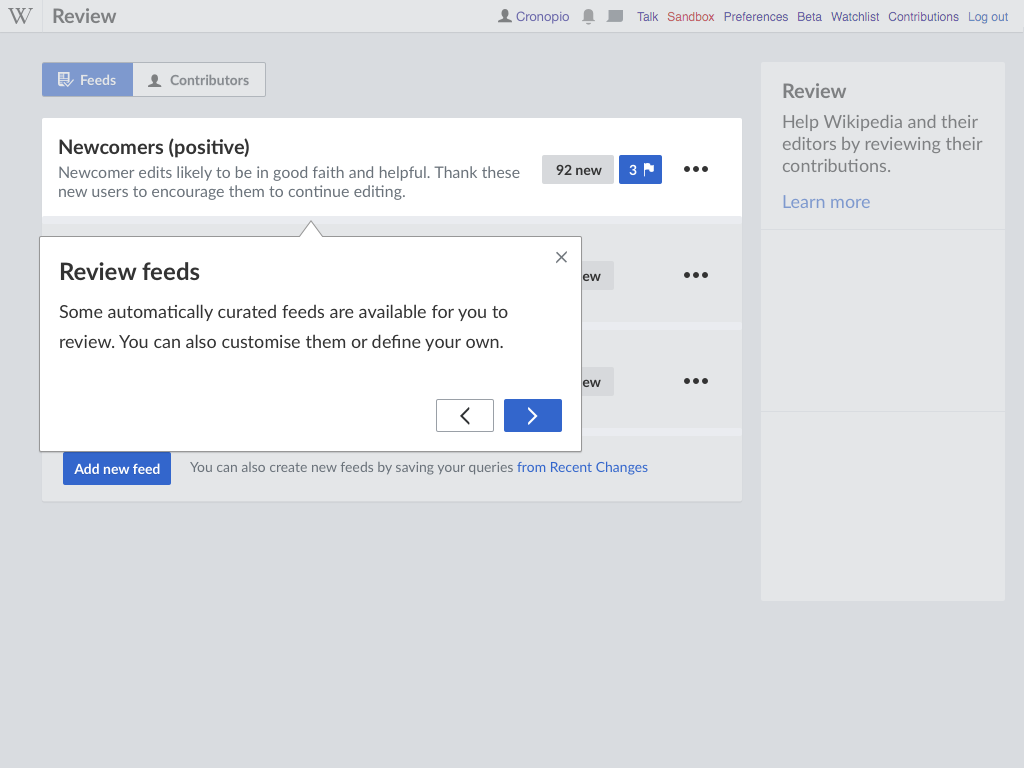 W Review
Cronopio Talk Sandbox Preferences Beta Watchlist Contributions Log out
Feeds Contributors
Newcomers (positive)
Newcomer edits likely to be in good faith and helpful. Thank these
new users to encourage them to continue editing.
92 new 3
Review feeds
Some automatically curated feeds are available for you to
review. You can also customise them or define your own.
ew
ew
Add new feed You can also create new feeds by saving your queries from Recent Changes
Review
Help Wikipedia and their
editors by reviewing their
contributions.
Learn more